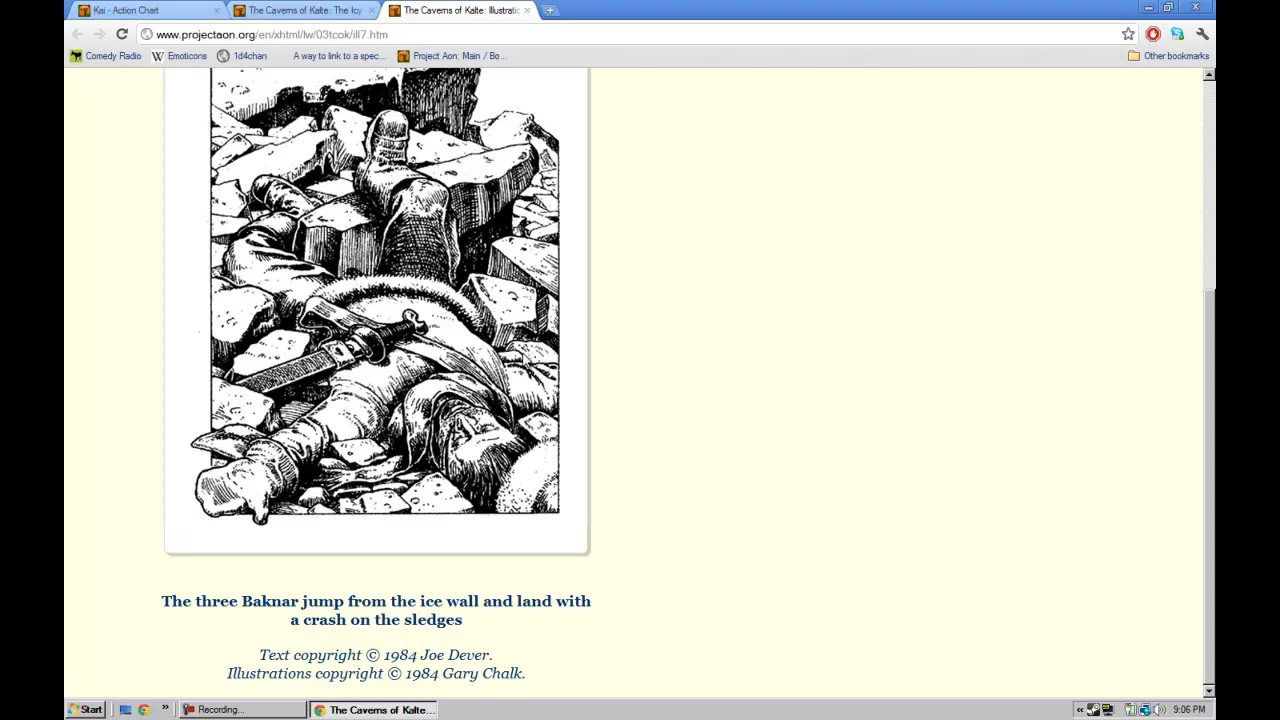 Kai - Action Chart
The Caverns of Kalte: The Icy
The Caverns of Kalte: Illustratio
www.projectaon.org/en/xhtml/lw/03tcok/ill7.htm
Comedy Radio
Emoticons
1d4chan
A way to link to a spec...
Project Aon: Main / Bo...
Other bookmarks
The three Baknar jump from the ice wall and land with
a crash on the sledges
Text copyright © 1984 Joe Dever.
Illustrations copyright © 1984 Gary Chalk.
Start
Recording...
The Caverns of Kalte...
9:06 PM